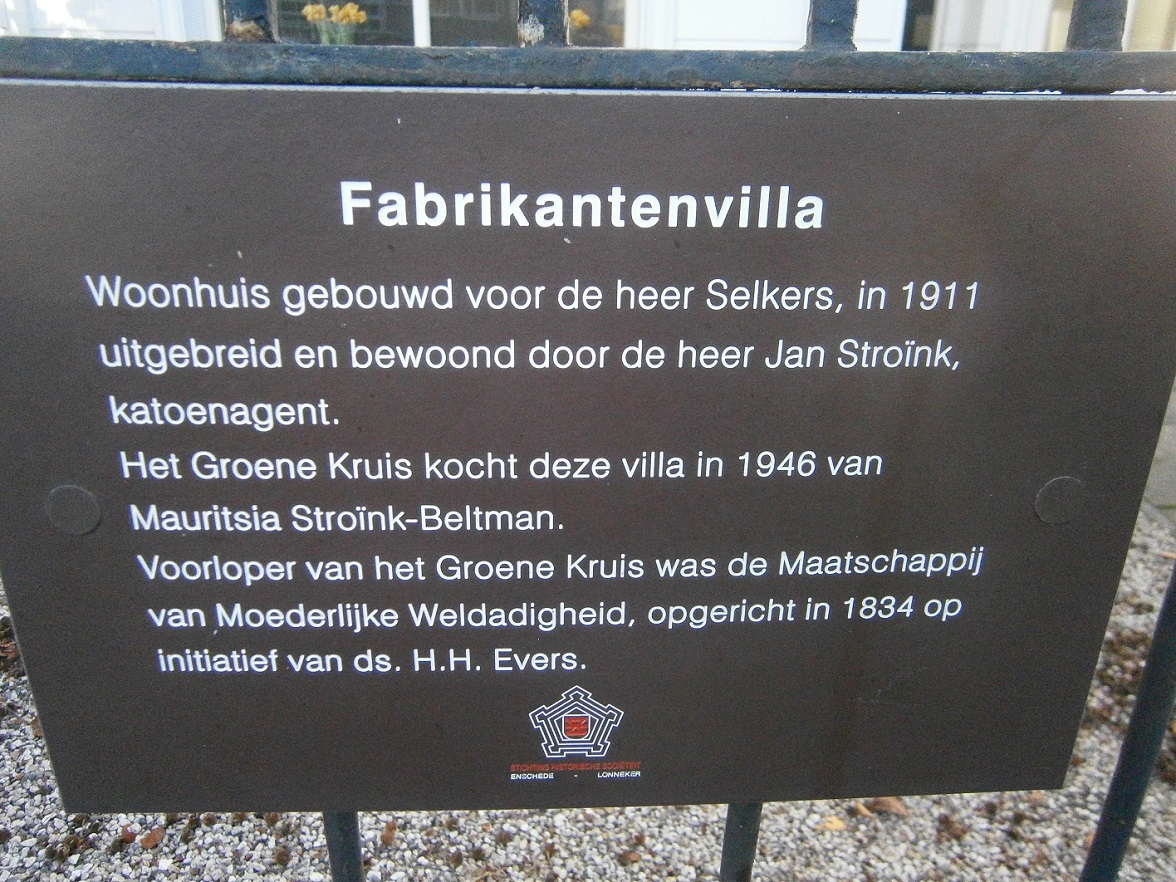 Fabrikantenvilla
Woonhuis gebouwd voor de heer Selkers, in 1911
uitgebreid en bewoond door de heer Jan Stroïnk,
katoenagent.
Het Groene Kruis kocht deze villa in 1946 van
Mauritsia Stroïnk-Beltman.
Voorloper van het Groene Kruis was de Maatschappij
van Moederlijke Weldadigheid, opgericht in 1834 op
initiatief van ds. H.H. Evers.
STICHTING HISTORISCHE SOCIËTEIT
ENSCHEDE - LONNEKER